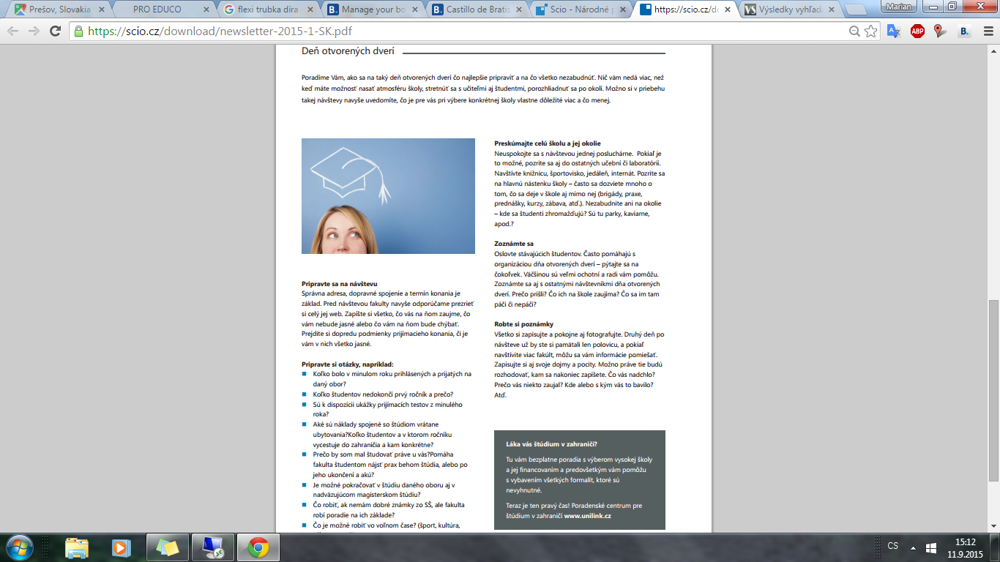 Prešov, Slovakia
PRO EDUCO
flexi trubka díra
Manage your bo
Castillo de Bratis
Scio - Národné p
https://scio.cz/do
Výsledky vyhľadá
Marian
https://scio.cz/download/newsletter-2015-1-SK.pdf
Deň otvorených dverí
Poradíme Vám, ako sa na taký deň otvorených dverí čo najlepšie pripraviť a na čo všetko nezabudnúť. Nič vám nedá viac, než
keď máte možnosť nasať atmosféru školy, stretnúť sa s učiteľmi aj študentmi, porozhliadnuť sa po okolí. Možno si v priebehu
takej návštevy navyše uvedomíte, čo je pre vás pri výbere konkrétnej školy vlastne dôležité viac a čo menej.
Pripravte sa na návštevu
Správna adresa, dopravné spojenie a termín konania je
základ. Pred návštevou fakulty navyše odporúčame prezrieť
si celý jej web. Zapíšte si všetko, čo vás na ňom zaujme, čo
vám nebude jasné alebo čo vám na ňom bude chýbať.
Prejdite si dopredu podmienky prijímacieho konania, či je
vám v nich všetko jasné.
Pripravte si otázky, napríklad:
Koľko bolo v minulom roku prihlásených a prijatých na
daný obor?
Koľko študentov nedokončí prvý ročník a prečo?
Sú k dispozícii ukážky prijímacích testov z minulého
roka?
Aké sú náklady spojené so štúdiom vrátane
ubytovania?Koľko študentov a v ktorom ročníku
vycestuje do zahraničia a kam konkrétne?
Prečo by som mal študovať práve u vás?Pomáha
fakulta študentom nájsť prax behom štúdia, alebo po
jeho ukončení a akú?
Je možné pokračovať v štúdiu daného oboru aj v
nadväzujúcom magisterskom štúdiu?
Čo robiť, ak nemám dobré známky zo SŠ, ale fakulta
robí poradie na ich základe?
Čo je možné robiť vo voľnom čase? (šport, kultúra,
Preskúmajte celú školu a jej okolie
Neuspokojte sa s návštevou jednej posluchárne. Pokiaľ je
to možné, pozrite sa aj do ostatných učební či laboratórií.
Navštívte knižnicu, športovisko, jedáleň, internát. Pozrite sa
na hlavnú nástenku školy – často sa dozviete mnoho o
tom, čo sa deje v škole aj mimo nej (brigády, praxe,
prednášky, kurzy, zábava, atď.). Nezabudnite ani na okolie
– kde sa študenti zhromažďujú? Sú tu parky, kaviarne,
apod.?
Zoznámte sa
Oslovte stávajúcich študentov. Často pomáhajú s
organizáciou dňa otvorených dverí – pýtajte sa na
čokoľvek. Väčšinou sú veľmi ochotní a radi vám pomôžu.
Zoznámte sa aj s ostatnými návštevníkmi dňa otvorených
dverí. Prečo prišli? Čo ich na škole zaujíma? Čo sa im tam
páči či nepáči?
Robte si poznámky
Všetko si zapisujte a pokojne aj fotografujte. Druhý deň po
návšteve už by ste si pamätali len polovicu, a pokiaľ
navštívite viac fakúlt, môžu sa vám informácie pomiešať.
Zapisujte si aj svoje dojmy a pocity. Možno práve tie budú
rozhodovať, kam sa nakoniec zapíšete. Čo vás nadchlo?
Prečo vás niekto zaujal? Kde alebo s kým vás to bavilo?
Atď.
Láka vás štúdium v zahraničí?
Tu vám bezplatne poradia s výberom vysokej školy
a jej financovaním a predovšetkým vám pomôžu
s vybavením všetkých formalít, ktoré sú
nevyhnutné.
Teraz je ten pravý čas! Poradenské centrum pre
štúdium v zahraničí www.unilink.cz
CS
15:12
11.9.2015